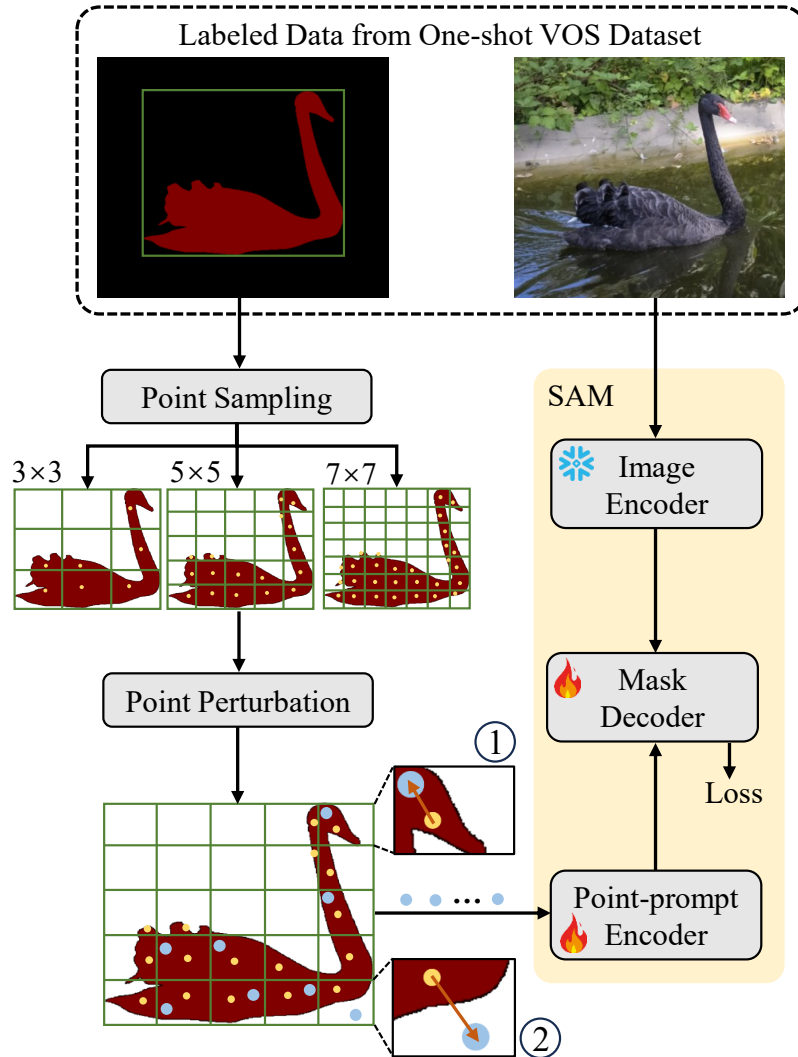 Labeled Data from One-shot VOS Dataset
Point Sampling
SAM
3×3
5×5
7×7
Image
Encoder
Point Perturbation
Mask
Decoder
①
Loss
Point-prompt
Encoder
②